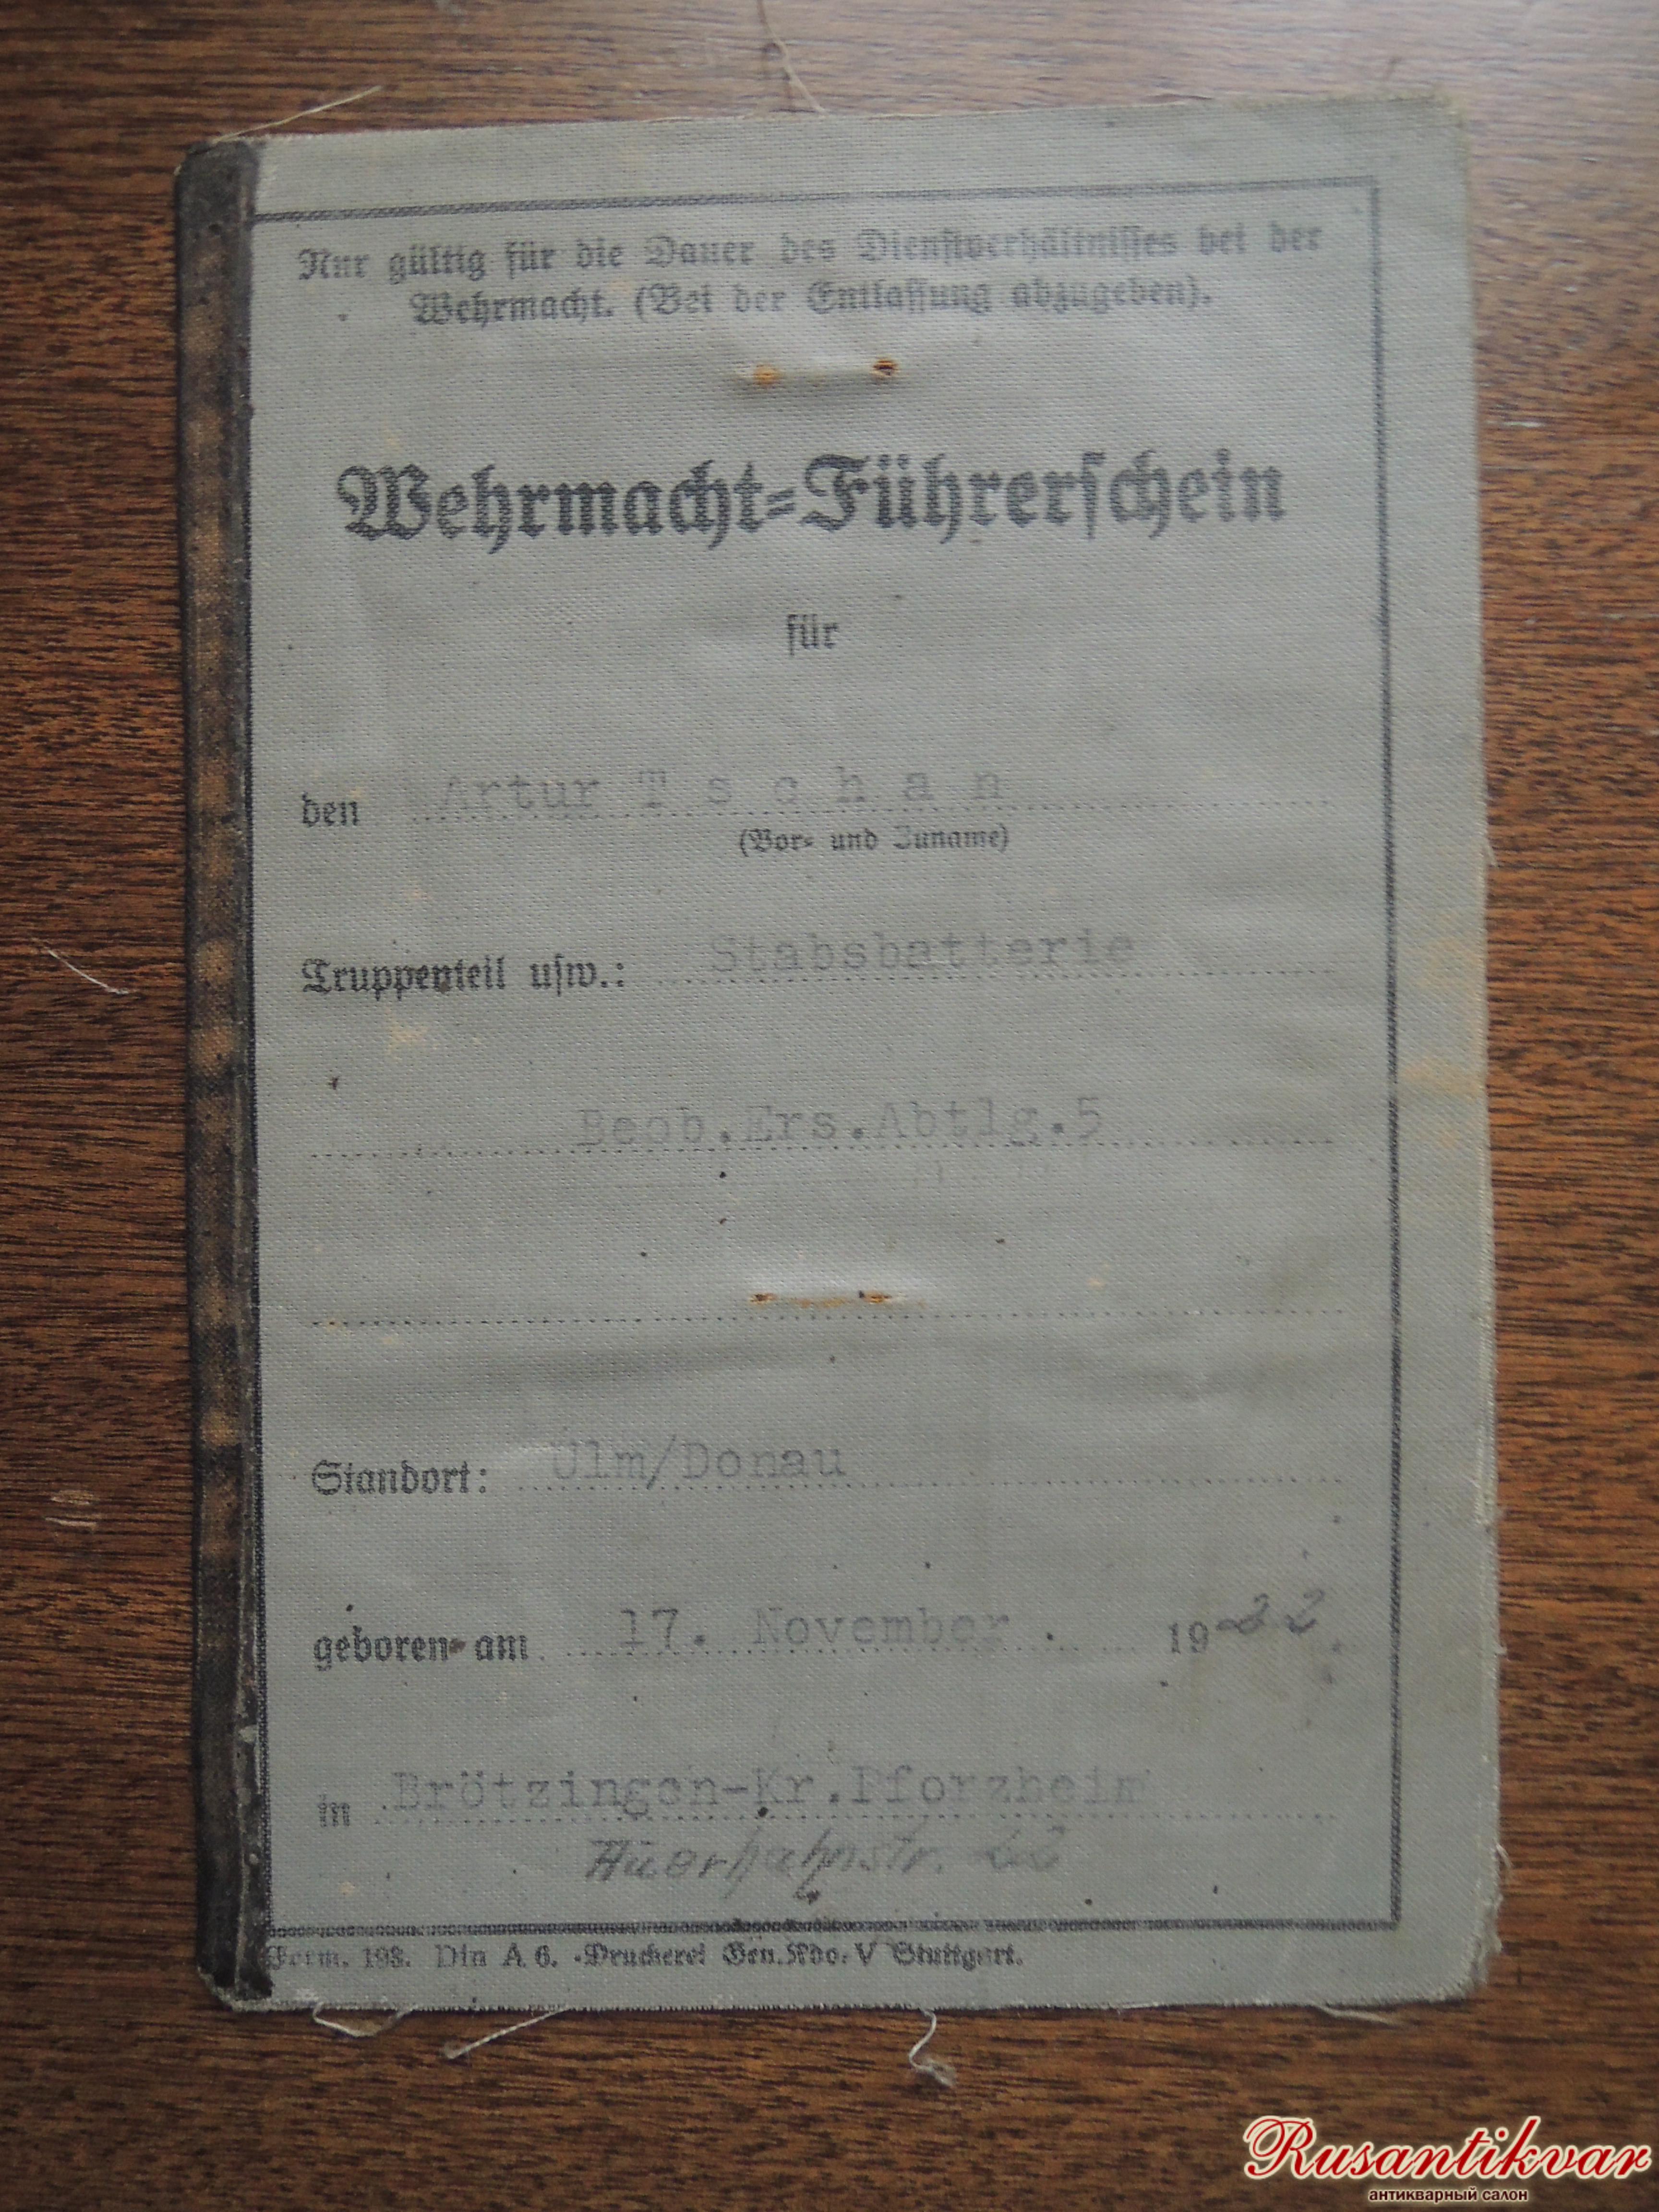 Nur gültig für die Dauer des Dienstverhältnisses bei der
Wehrmacht. (Bei der Entlassung abzugeben).
Wehrmacht-Führerschein
für
den Artur Tschan
(Vor- und Zuname)
Truppenteil usw.: Stabsbatterie
Beob.Ers.Abtlg.5
Standort: Ulm/Donau
geboren am 17. November 1922.
in Brötzingen-Kr.Pforzheim
Auerhahnstr.
Form. 193. Din A 6. Druckerei Gen.Kdo. V Stuttgart.
Rusantikvar
антикварный салон